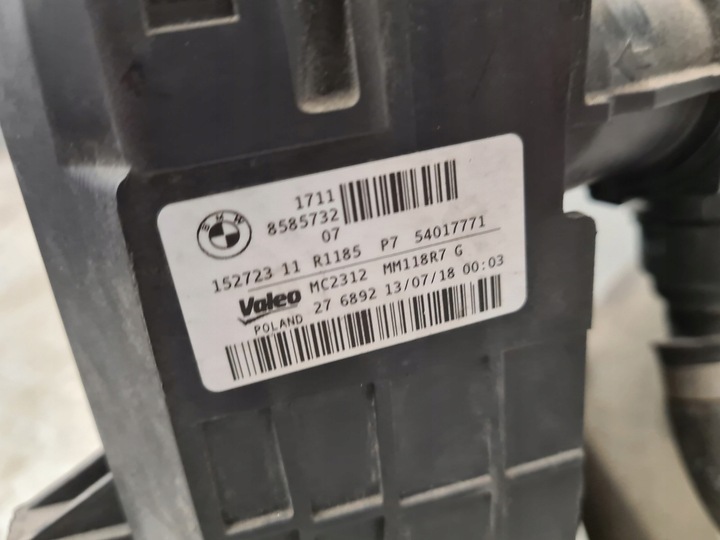 1711
8585732
07
BMW
152723 11 R1185 P7 54017771
Valeo MC2312 MM118R7 G
POLAND 27 6892 13/07/18 00:03